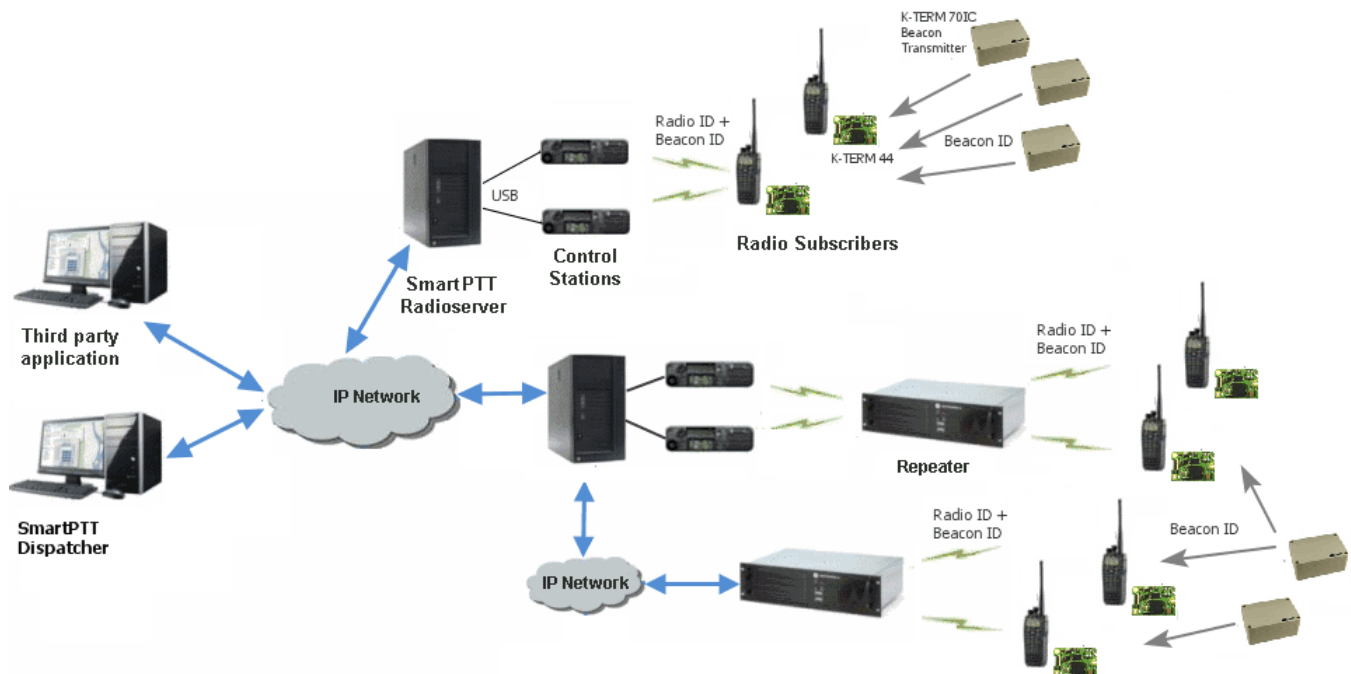 K-TERM 70IC
Beacon
Transmitter
Radio ID +
Beacon ID
Beacon ID
K-TERM 44
USB
Radio Subscribers
Control
Stations
SmartPTT
Radioserver
Third party
application
Radio ID +
Beacon ID
IP Network
Repeater
SmartPTT
Dispatcher
Radio ID +
Beacon ID
Beacon ID
IP Network